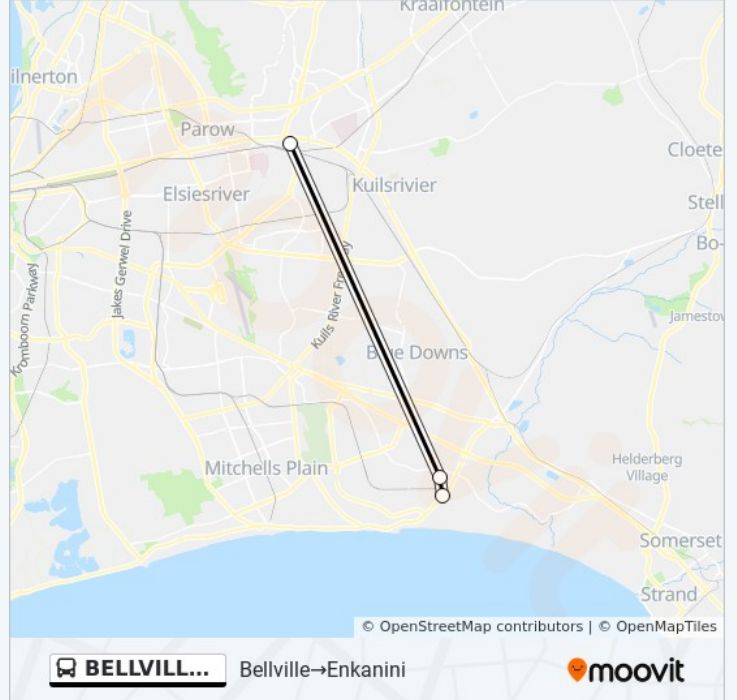 Kraaifontein
ilnerton
Parow
Cloete
Kuilsrivier
Elsiesriver
Stell
Bo-
Jakes Gerwel Drive
Kuils River Freeway
Kromboom Parkway
Jamestow
Blue Downs
Mitchells Plain
Helderberg
Village
Somerset
Strand
© OpenStreetMap contributors | © OpenMapTiles
BELLVILL...
Bellville→Enkanini
moovit